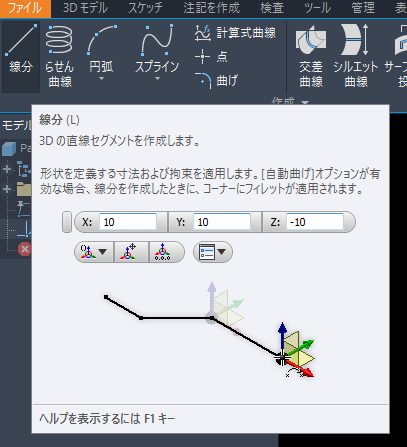 ファイル 3Dモデル スケッチ 注記を作成 検査 ツール 管理
線分
らせん
曲線
円弧
スプライン
計算式曲線
点
曲げ
交差
曲線
シルエット
曲線
サーフ
投
作成
モデル
Pa
線分 (L)
3D の直線セグメントを作成します。
形状を定義する寸法および拘束を適用します。[自動曲げ]オプションが有
効な場合、線分を作成したときに、コーナーにフィレットが適用されます。
X: 10 Y: 10 Z: -10
0,0,0
ヘルプを表示するには F1 キー